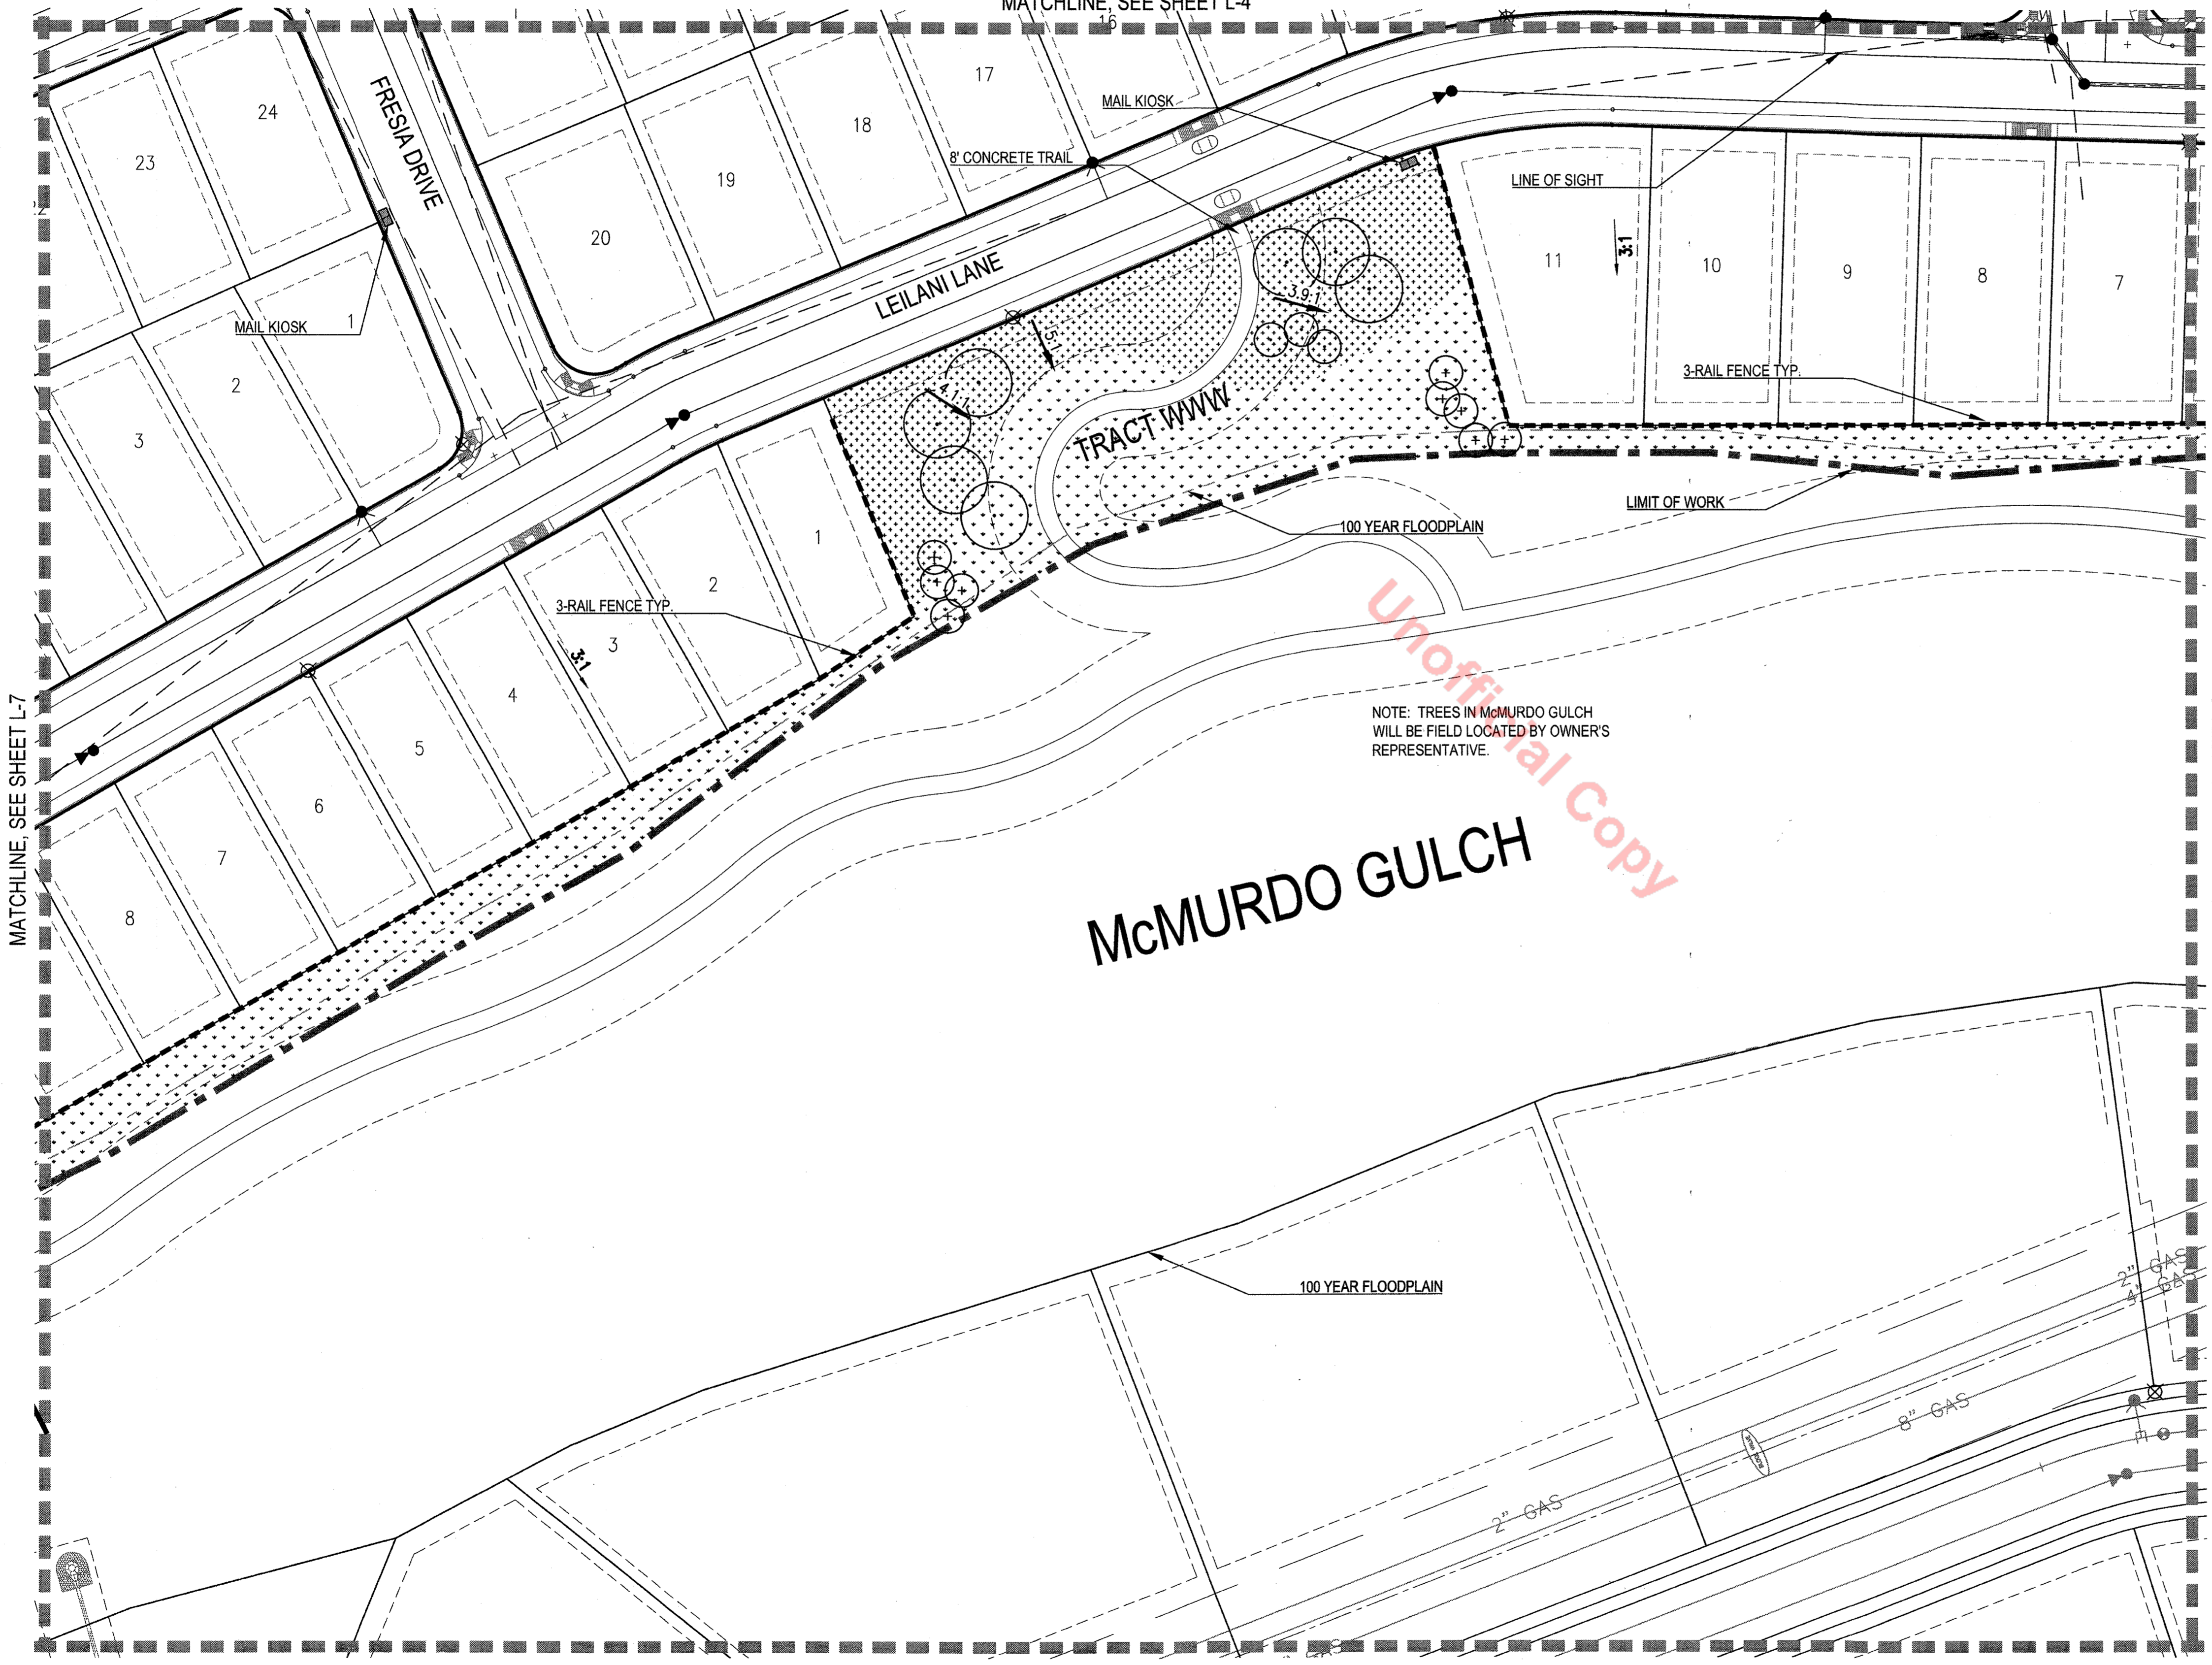 MATCHLINE, SEE SHEET L-4
16
17
24
FRESIA DRIVE
MAIL KIOSK
18
23
8' CONCRETE TRAIL
19
LINE OF SIGHT
20
LEILANI LANE
11
3:1
10
9
8
7
3.9:1
MAIL KIOSK
1
5:1
2
4.1:1
3-RAIL FENCE TYP.
TRACT WWW
3
LIMIT OF WORK
100 YEAR FLOODPLAIN
1
2
3-RAIL FENCE TYP.
3
3:1
4
5
6
7
8
MATCHLINE, SEE SHEET L-7
NOTE: TREES IN McMURDO GULCH
WILL BE FIELD LOCATED BY OWNER'S
REPRESENTATIVE.
Unofficial Copy
McMURDO GULCH
100 YEAR FLOODPLAIN
2" GAS
4" GAS
8" GAS
2" GAS
GAS